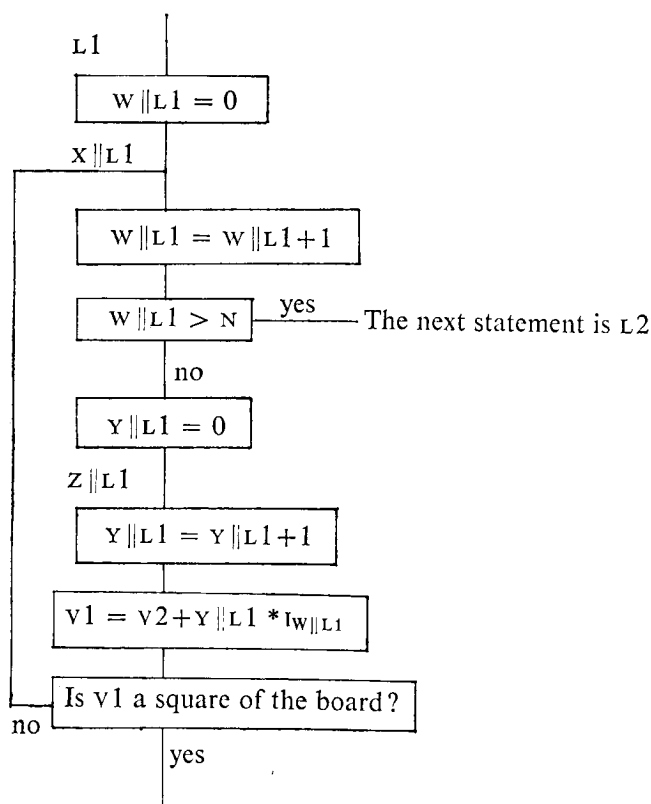 L1
W||L1 = 0
X||L1
W||L1 = W||L1+1
W||L1 > N
yes
The next statement is L2
no
Y||L1 = 0
Z||L1
Y||L1 = Y||L1+1
V1 = V2+Y||L1 * I_W||L1
Is V1 a square of the board?
no
yes